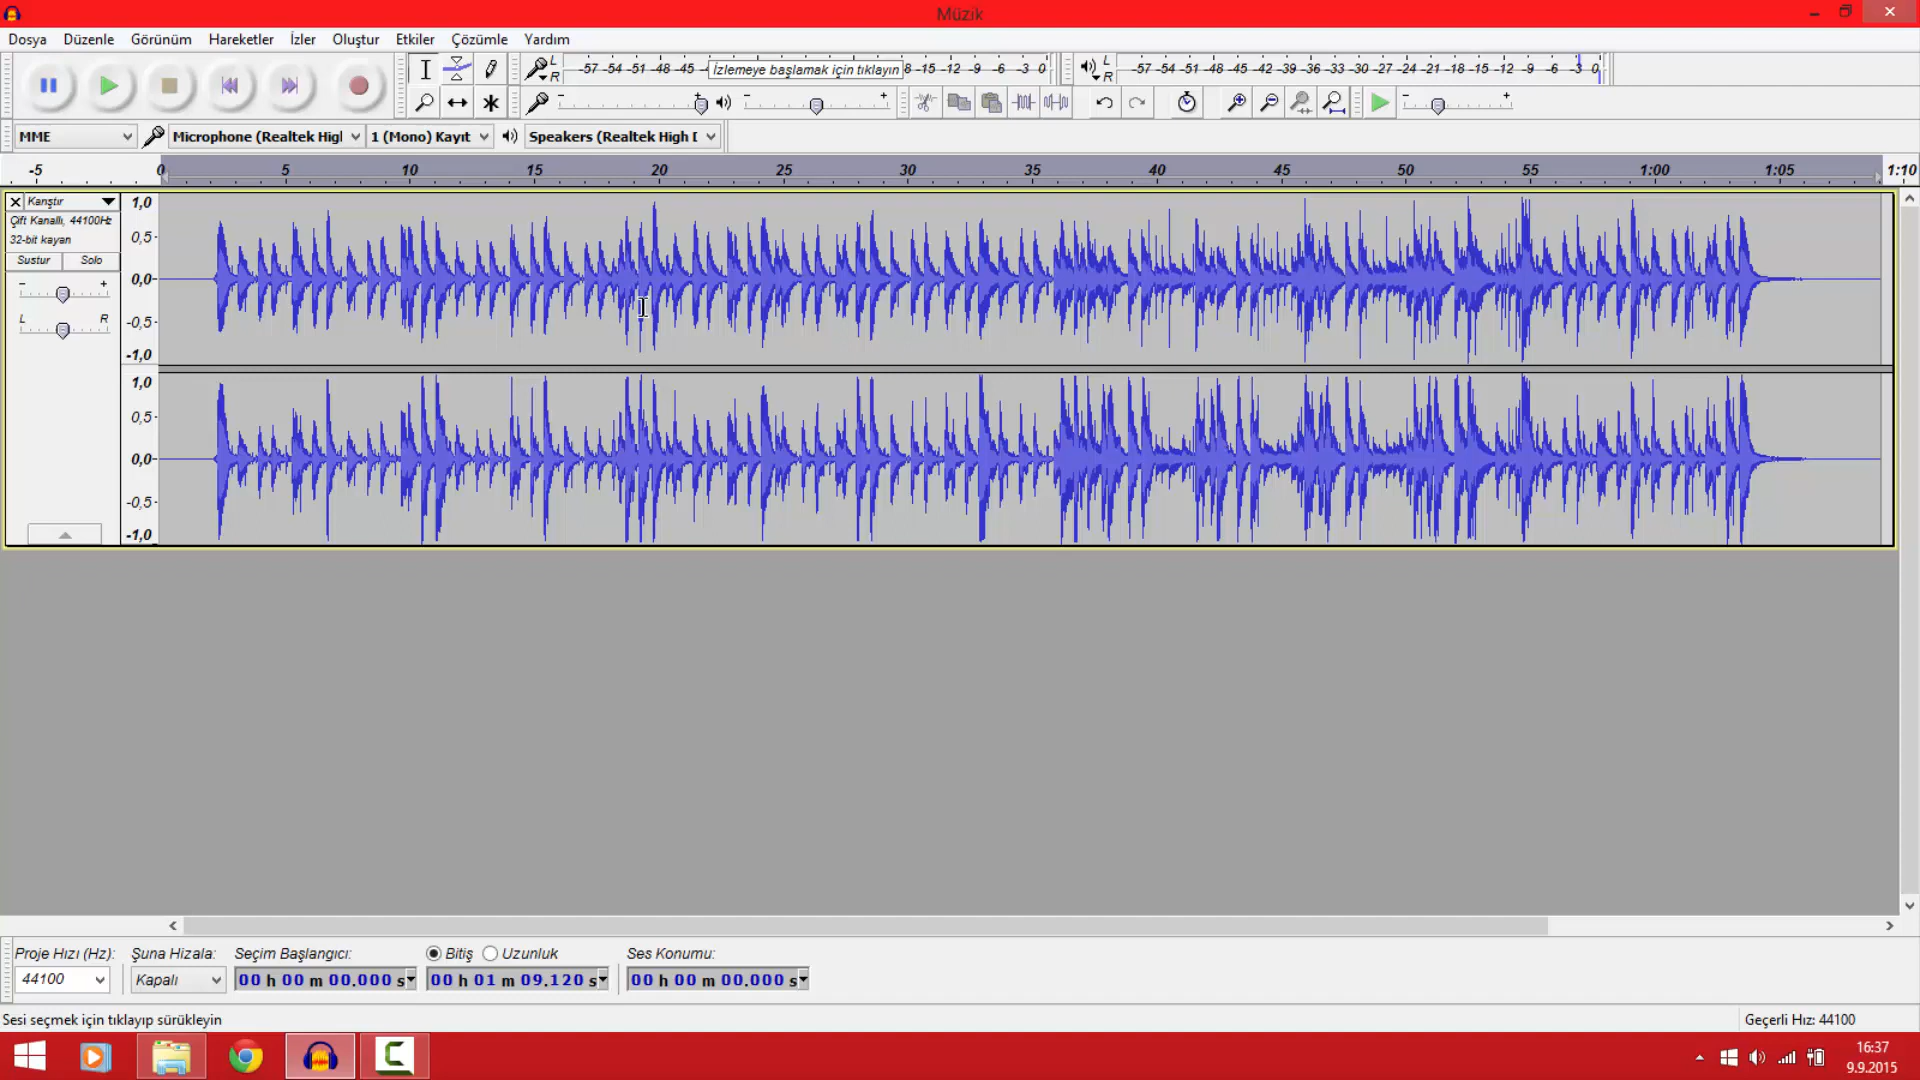 Müzik
Dosya Düzenle Görünüm Hareketler İzler Oluştur Etkiler Çözümle Yardım
L R -57 -54 -51 -48 -45 - İzlemeye başlamak için tıklayın 8 -15 -12 -9 -6 -3 0 L R -57 -54 -51 -48 -45 -42 -39 -36 -33 -30 -27 -24 -21 -18 -15 -12 -9 -6 -3 0
MME Microphone (Realtek Higl 1 (Mono) Kayıt Speakers (Realtek High D
-5 0 5 10 15 20 25 30 35 40 45 50 55 1:00 1:05 1:10
Karıştır
Çift Kanallı, 44100Hz
32-bit kayan
Sustur Solo
- +
L R
1,0
0,5
0,0
-0,5
-1,0
1,0
0,5
0,0
-0,5
-1,0
Proje Hızı (Hz): Şuna Hizala: Seçim Başlangıcı: Bitiş Uzunluk Ses Konumu:
44100 Kapalı 00 h 00 m 00.000 s 00 h 01 m 09.120 s 00 h 00 m 00.000 s
Sesi seçmek için tıklayıp sürükleyin Geçerli Hız: 44100
16:37
9.9.2015